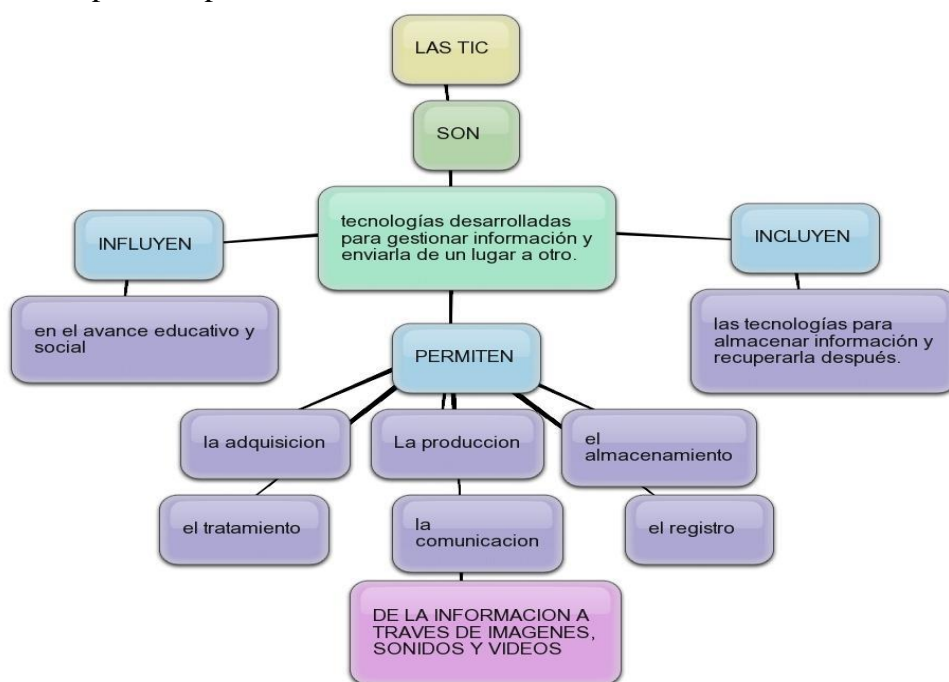 LAS TIC
SON
tecnologías desarrolladas
para gestionar información y
enviarla de un lugar a otro.
INFLUYEN
en el avance educativo y
social
INCLUYEN
las tecnologías para
almacenar información y
recuperarla después.
PERMITEN
la adquisicion
La produccion
el
almacenamiento
el tratamiento
la
comunicacion
el registro
DE LA INFORMACION A
TRAVES DE IMAGENES,
SONIDOS Y VIDEOS